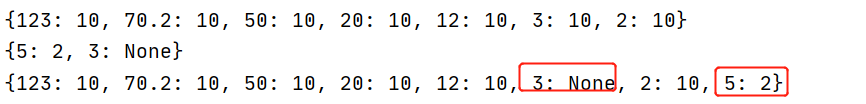 {123: 10, 70.2: 10, 50: 10, 20: 10, 12: 10, 3: 10, 2: 10}
{5: 2, 3: None}
{123: 10, 70.2: 10, 50: 10, 20: 10, 12: 10, 3: None, 2: 10, 5: 2}